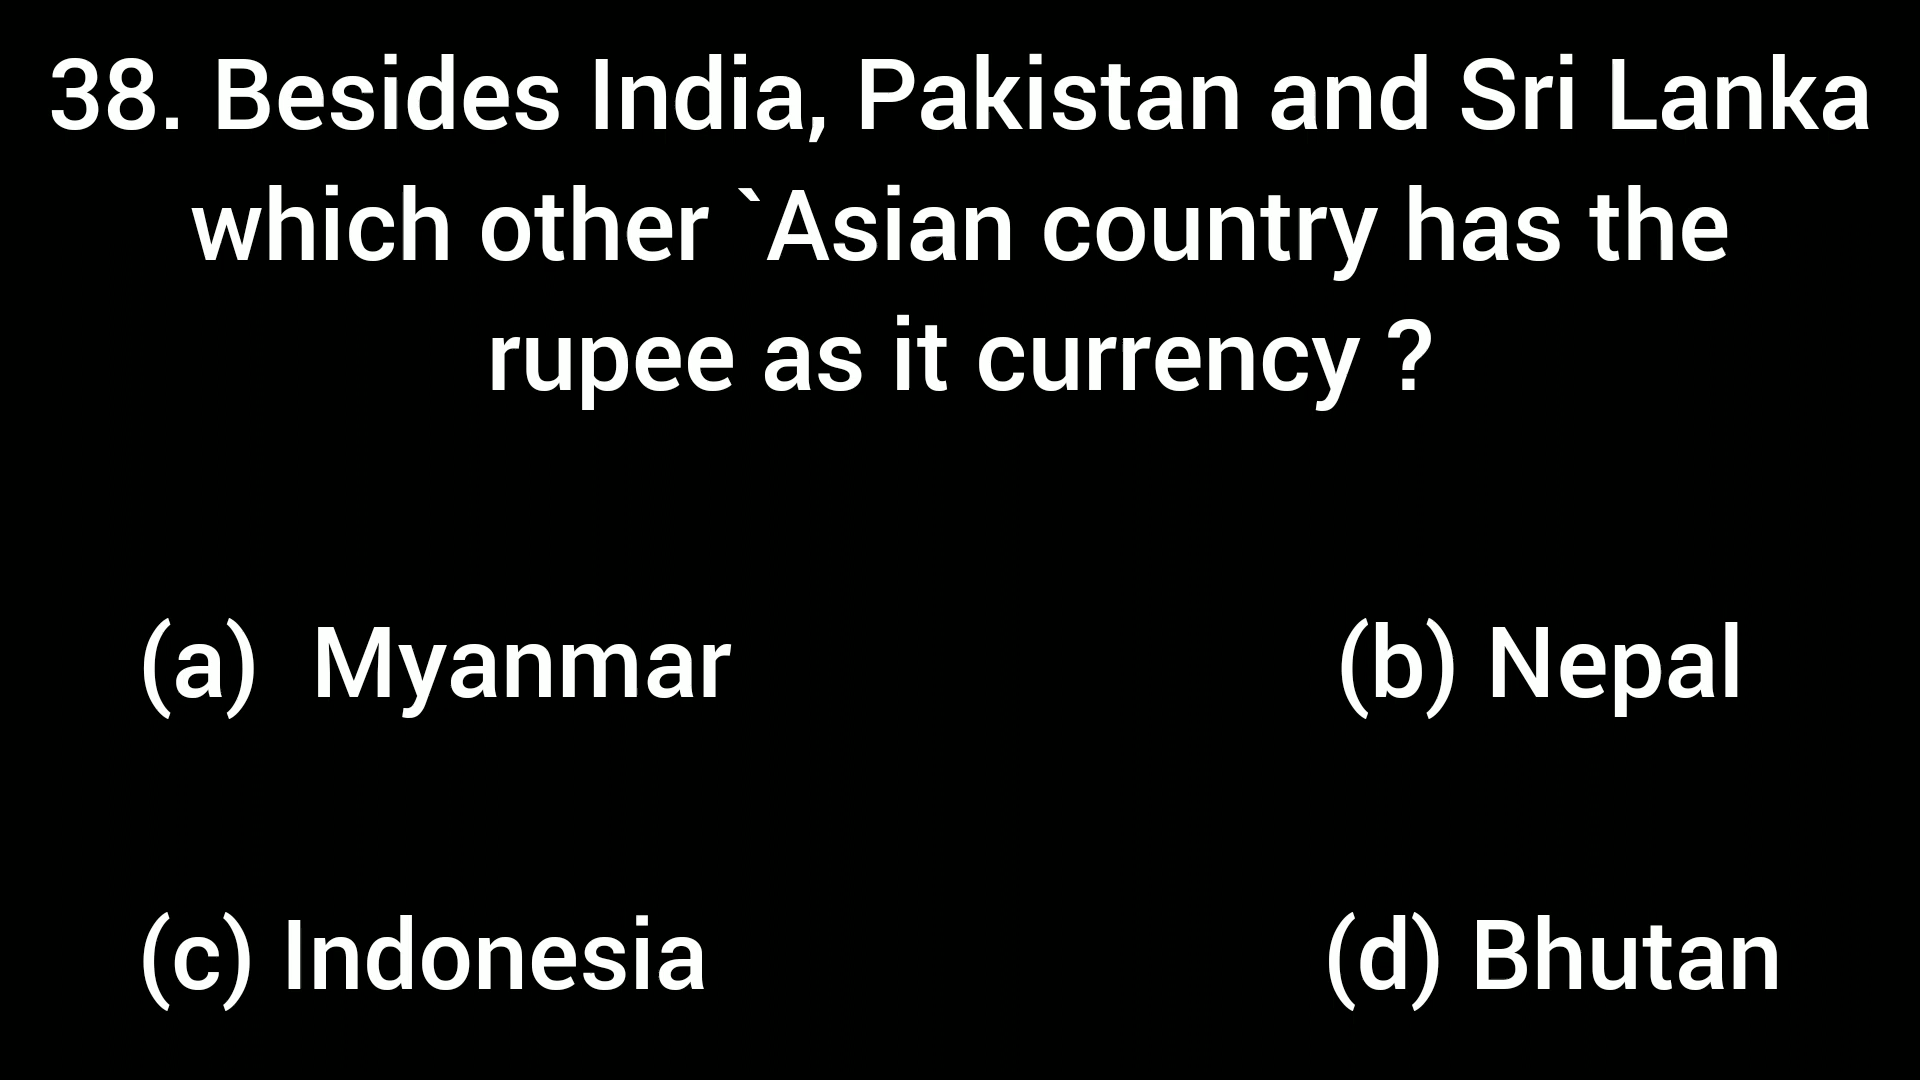 38. Besides India, Pakistan and Sri Lanka
which other `Asian country has the
rupee as it currency ?
(a) Myanmar
(b) Nepal
(c) Indonesia
(d) Bhutan